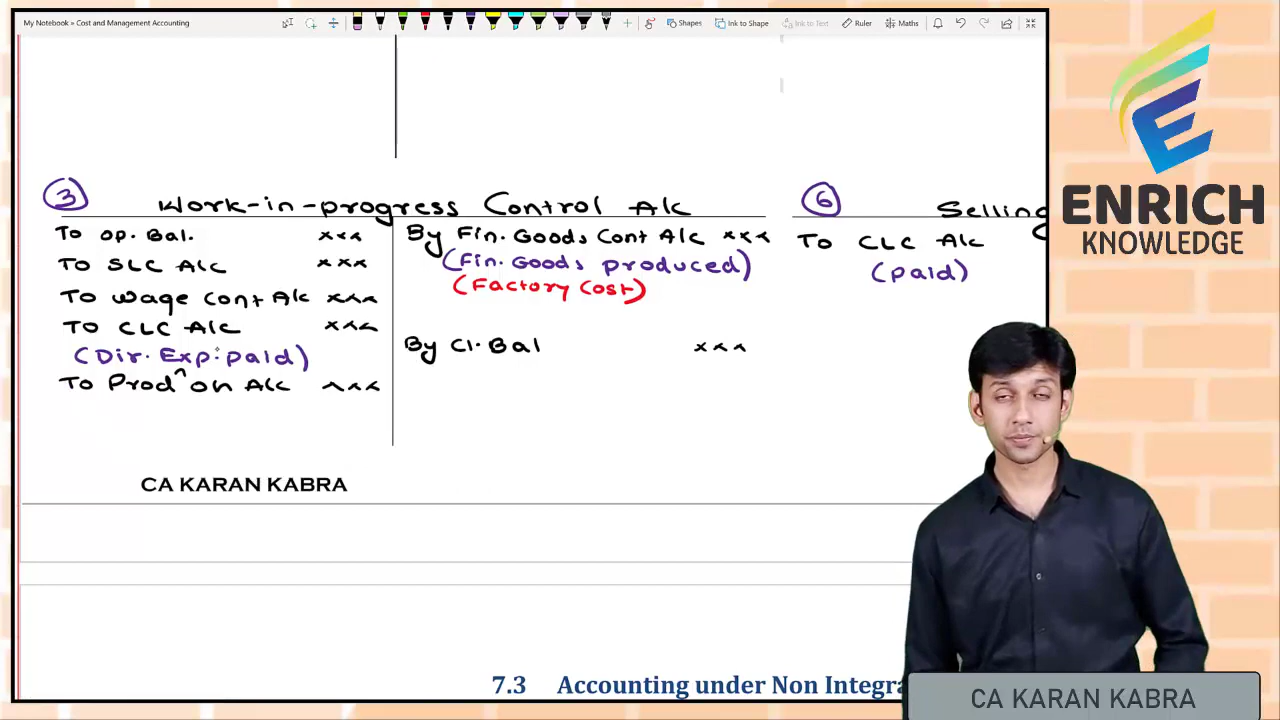 My Notebook » Cost and Management Accounting
Shapes
Ink to Shape
Ink to Text
Ruler
Maths
3
Work-in-progress Control A/c
To Op. Bal. xxx
To SLC A/c xxx
To Wage Cont A/c xxx
To CLC A/c xxx
(Dir. Exp. paid)
To Prod^n OH A/c xxx
By Fin. Goods Cont A/c xxx
(Fin. Goods produced)
(Factory Cost)
By Cl. Bal xxx
6
Selling
To CLC A/c
(paid)
CA KARAN KABRA
7.3 Accounting under Non Integra
ENRICH
KNOWLEDGE
CA KARAN KABRA